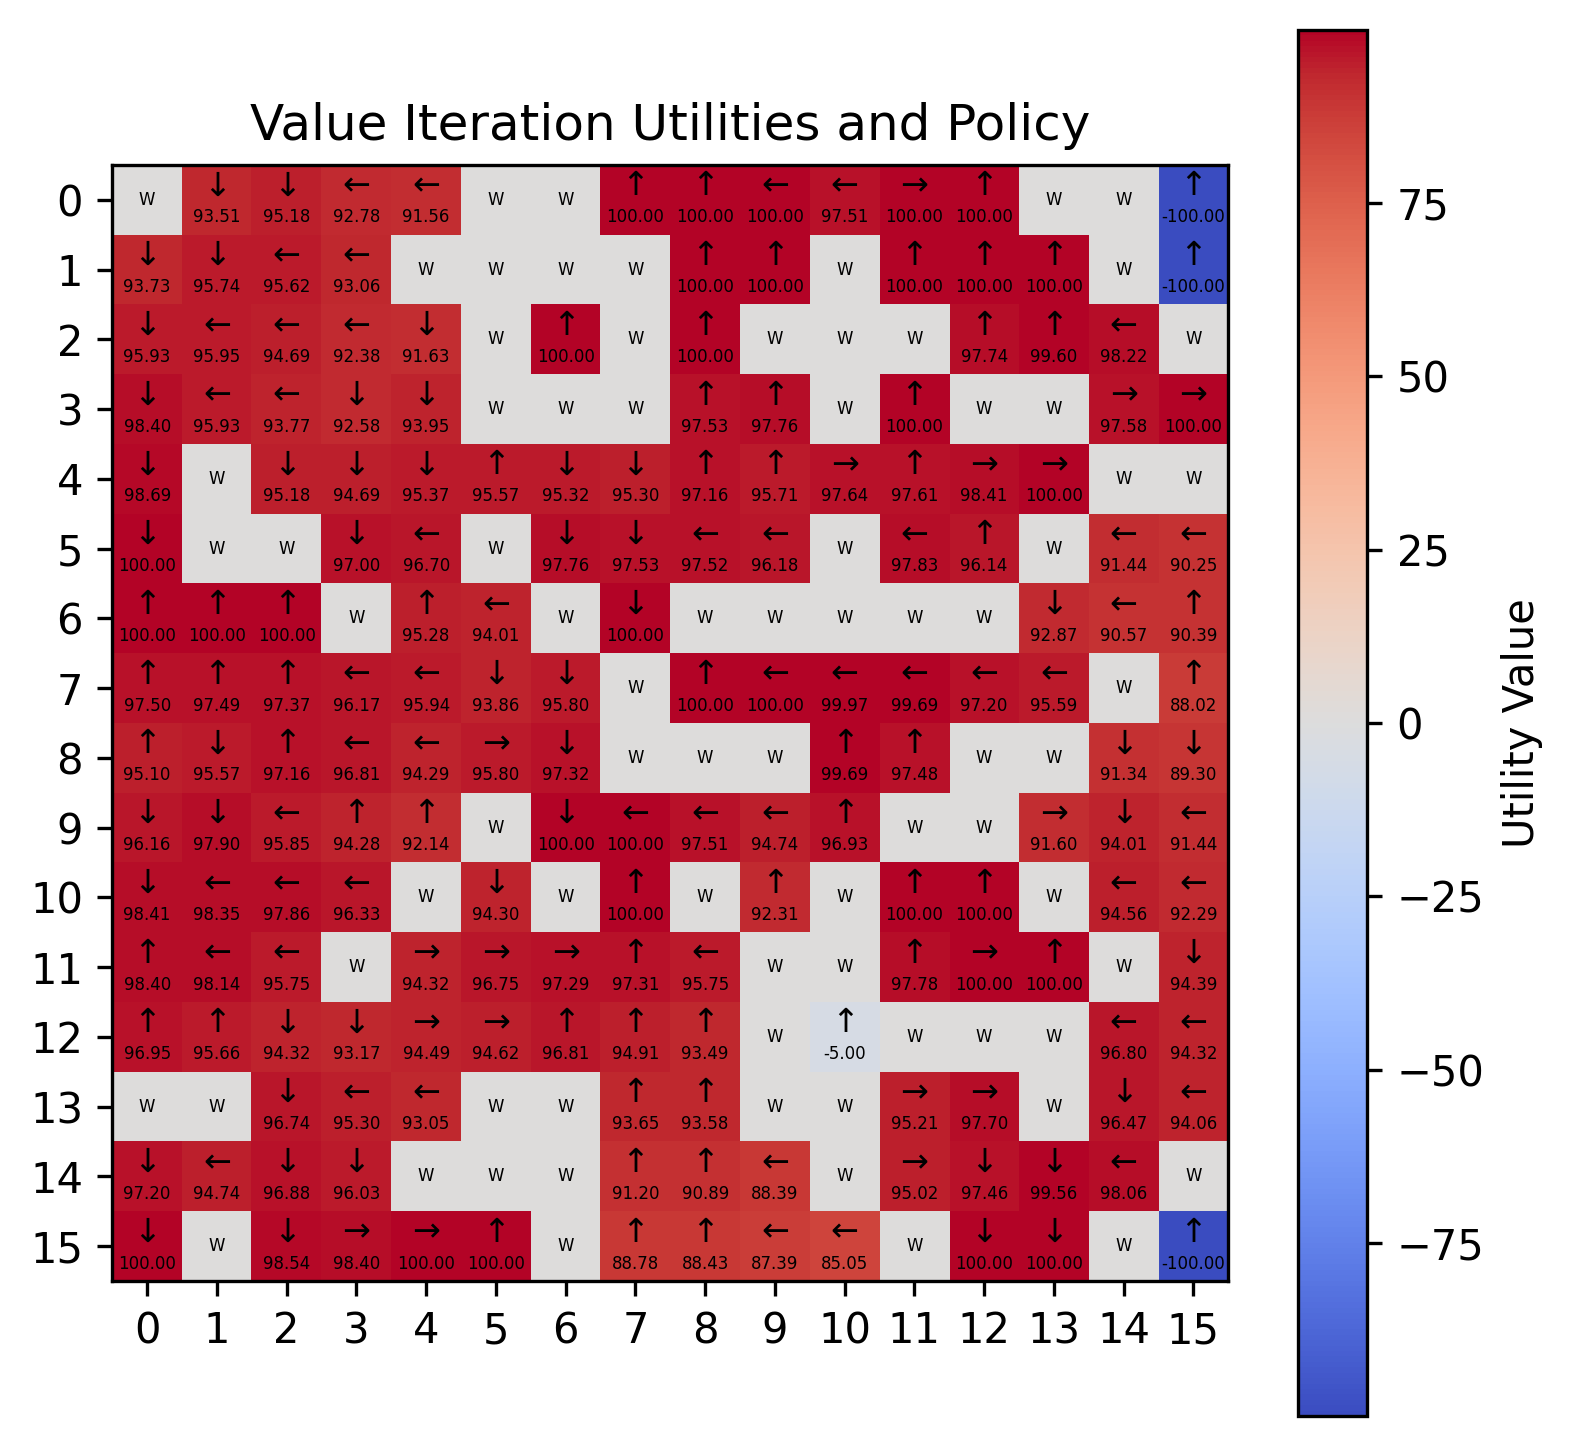 Value Iteration Utilities and Policy
0 W ↓ ↓ ← ← W W ↑ ↑ ← ← → ↑ W W ↑
93.51 95.18 92.78 91.56 100.00 100.00 100.00 97.51 100.00 100.00 -100.00
1 ↓ ↓ ← ← W W W W ↑ ↑ W ↑ ↑ ↑ W ↑
93.73 95.74 95.62 93.06 100.00 100.00 100.00 100.00 100.00 -100.00
2 ↓ ← ← ← ↓ W ↑ W ↑ W W W ↑ ↑ ← W
95.93 95.95 94.69 92.38 91.63 100.00 100.00 97.74 99.60 98.22
3 ↓ ← ← ↓ ↓ W W W ↑ ↑ W ↑ W W → →
98.40 95.93 93.77 92.58 93.95 97.53 97.76 100.00 97.58 100.00
4 ↓ W ↓ ↓ ↓ ↑ ↓ ↓ ↑ ↑ → ↑ → → W W
98.69 95.18 94.69 95.37 95.57 95.32 95.30 97.16 95.71 97.64 97.61 98.41 100.00
5 ↓ W W ↓ ← W ↓ ↓ ← ← W ← ↑ W ← ←
100.00 97.00 96.70 97.76 97.53 97.52 96.18 97.83 96.14 91.44 90.25
6 ↑ ↑ ↑ W ↑ ← W ↓ W W W W W ↓ ← ↑
100.00 100.00 100.00 95.28 94.01 100.00 92.87 90.57 90.39
7 ↑ ↑ ↑ ← ← ↓ ↓ W ↑ ← ← ← ← ← W ↑
97.50 97.49 97.37 96.17 95.94 93.86 95.80 100.00 100.00 99.97 99.69 97.20 95.59 88.02
8 ↑ ↓ ↑ ← ← → ↓ W W W ↑ ↑ W W ↓ ↓
95.10 95.57 97.16 96.81 94.29 95.80 97.32 99.69 97.48 91.34 89.30
9 ↓ ↓ ← ↑ ↑ W ↓ ← ← ← ↑ W W → ↓ ←
96.16 97.90 95.85 94.28 92.14 100.00 100.00 97.51 94.74 96.93 91.60 94.01 91.44
10 ↓ ← ← ← W ↓ W ↑ W ↑ W ↑ ↑ W ← ←
98.41 98.35 97.86 96.33 94.30 100.00 92.31 100.00 100.00 94.56 92.29
11 ↑ ← ← W → → → ↑ ← W W ↑ → ↑ W ↓
98.40 98.14 95.75 94.32 96.75 97.29 97.31 95.75 97.78 100.00 100.00 94.39
12 ↑ ↑ ↓ ↓ → → ↑ ↑ ↑ W ↑ W W W ← ←
96.95 95.66 94.32 93.17 94.49 94.62 96.81 94.91 93.49 -5.00 96.80 94.32
13 W W ↓ ← ← W W ↑ ↑ W W → → W ↓ ←
96.74 95.30 93.05 93.65 93.58 95.21 97.70 96.47 94.06
14 ↓ ← ↓ ↓ W W W ↑ ↑ ← W → ↓ ↓ ← W
97.20 94.74 96.88 96.03 91.20 90.89 88.39 95.02 97.46 99.56 98.06
15 ↓ W ↓ → → ↑ W ↑ ↑ ← ← W ↓ ↓ W ↑
100.00 98.54 98.40 100.00 100.00 88.78 88.43 87.39 85.05 100.00 100.00 -100.00
0 1 2 3 4 5 6 7 8 9 10 11 12 13 14 15
75
50
25
0
−25
−50
−75
Utility Value